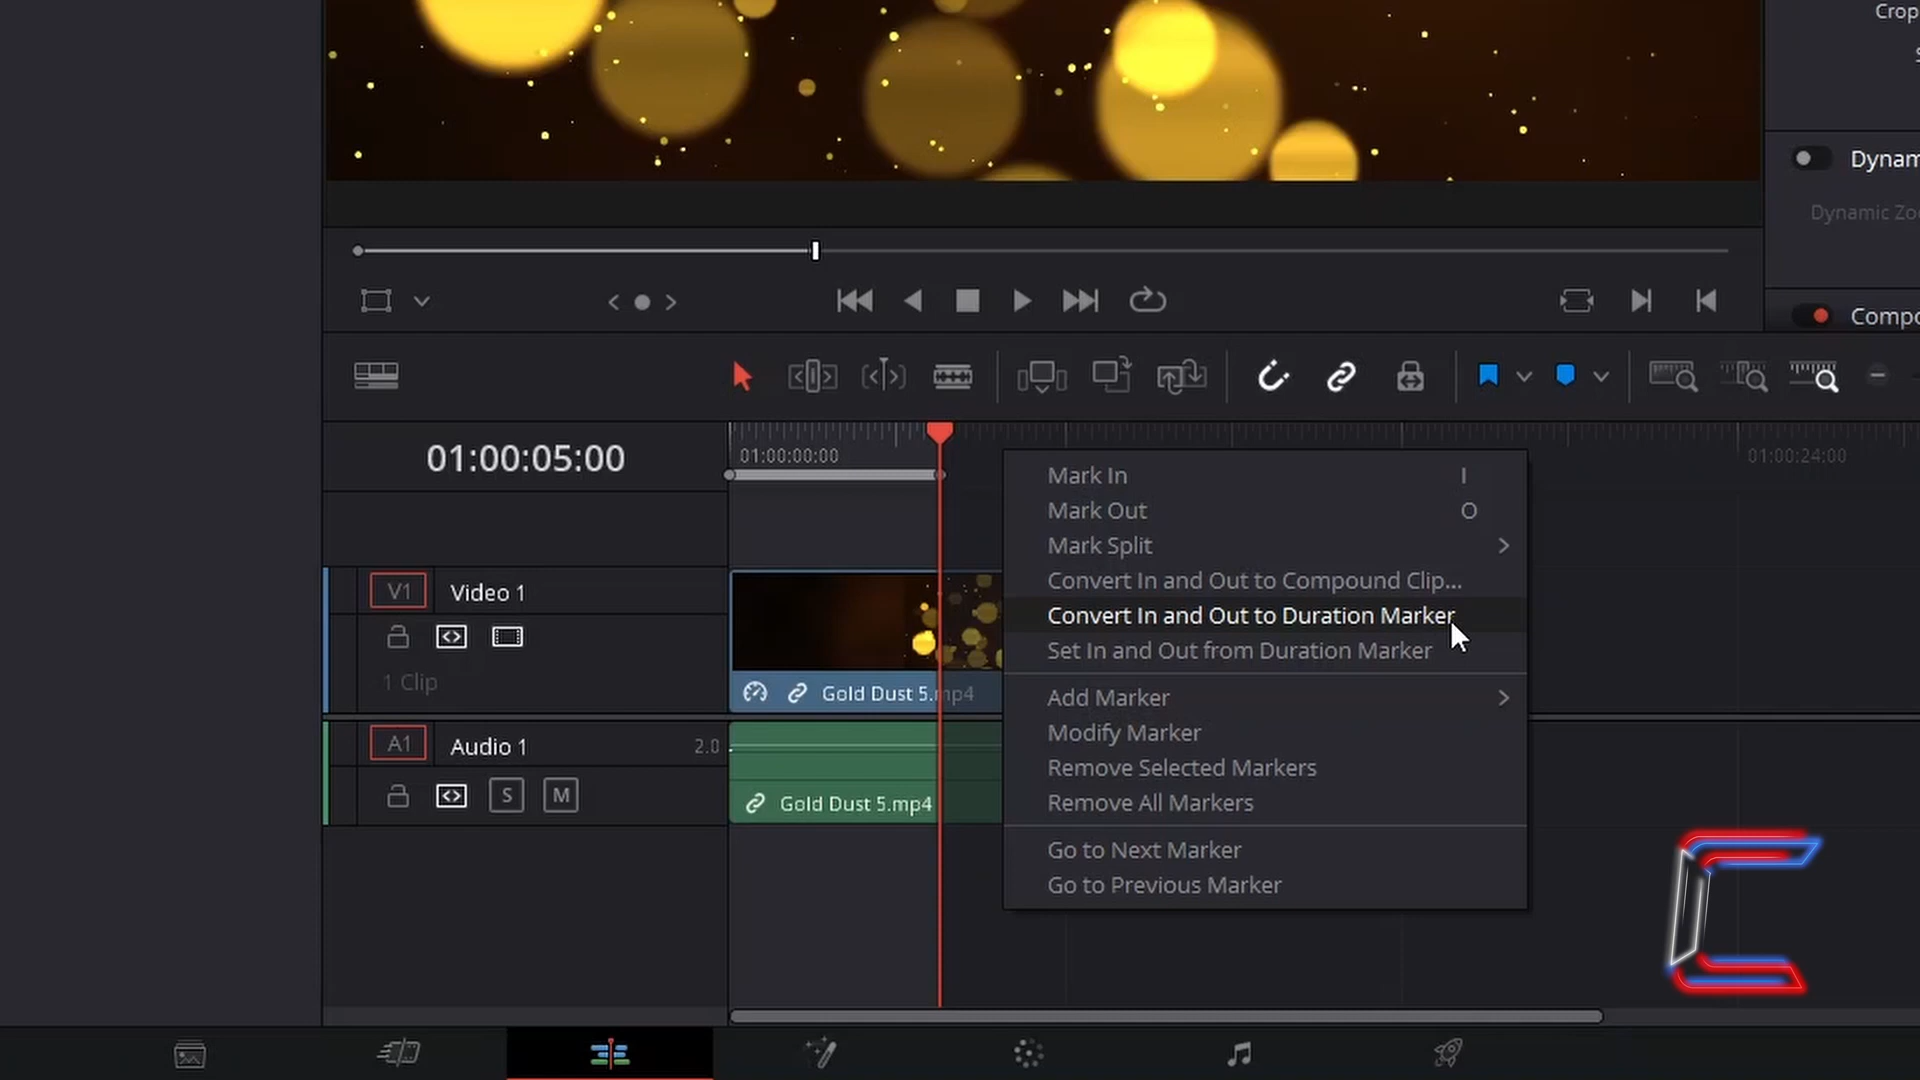 Crop
S
Dynam
Dynamic Zo
Compo
01:00:05:00
01:00:00:00
01:00:24:00
Mark In I
Mark Out O
Mark Split
Convert In and Out to Compound Clip...
Convert In and Out to Duration Marker
Set In and Out from Duration Marker
Add Marker
Modify Marker
Remove Selected Markers
Remove All Markers
Go to Next Marker
Go to Previous Marker
V1 Video 1
1 Clip
Gold Dust 5.mp4
A1 Audio 1 2.0
S M
Gold Dust 5.mp4
C